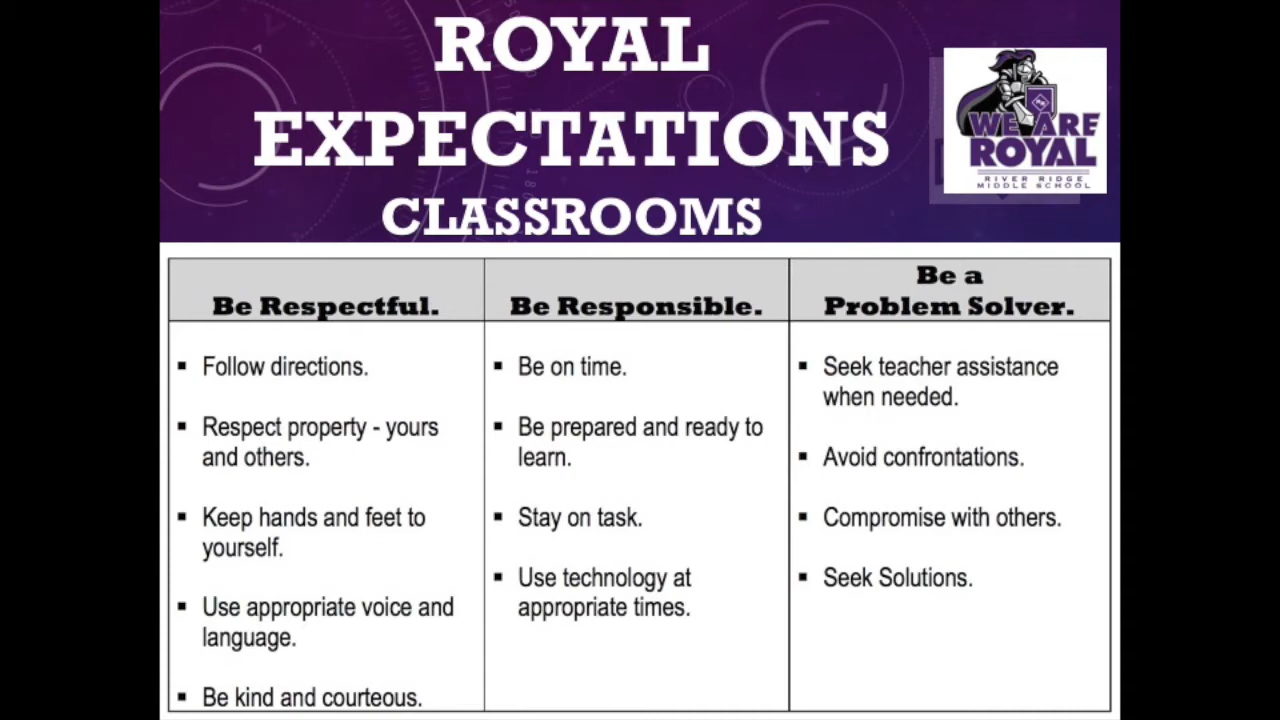 ROYAL
EXPECTATIONS
CLASSROOMS
WE ARE
ROYAL
RIVER RIDGE
MIDDLE SCHOOL
Be Respectful.
▪ Follow directions.
▪ Respect property - yours
and others.
▪ Keep hands and feet to
yourself.
▪ Use appropriate voice and
language.
▪ Be kind and courteous.
Be Responsible.
▪ Be on time.
▪ Be prepared and ready to
learn.
▪ Stay on task.
▪ Use technology at
appropriate times.
Be a
Problem Solver.
▪ Seek teacher assistance
when needed.
▪ Avoid confrontations.
▪ Compromise with others.
▪ Seek Solutions.